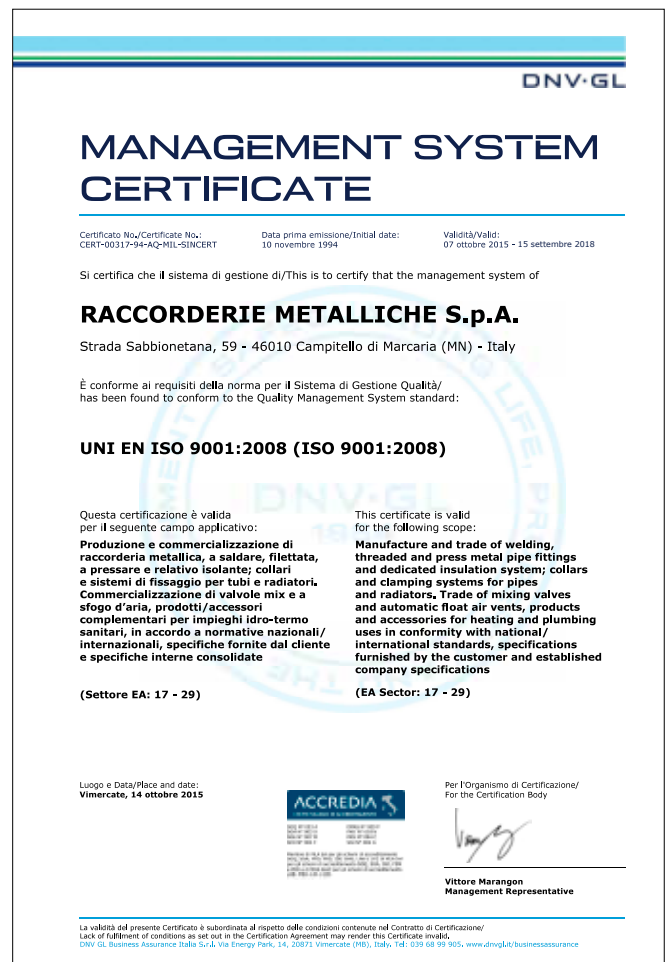 DNV·GL
MANAGEMENT SYSTEM
CERTIFICATE
Certificato No./Certificate No.:
CERT-00317-94-AQ-MIL-SINCERT
Data prima emissione/Initial date:
10 novembre 1994
Validità/Valid:
07 ottobre 2015 - 15 settembre 2018
Si certifica che il sistema di gestione di/This is to certify that the management system of
RACCORDERIE METALLICHE S.p.A.
Strada Sabbionetana, 59 - 46010 Campitello di Marcaria (MN) - Italy
È conforme ai requisiti della norma per il Sistema di Gestione Qualità/
has been found to conform to the Quality Management System standard:
UNI EN ISO 9001:2008 (ISO 9001:2008)
Questa certificazione è valida
per il seguente campo applicativo:
Produzione e commercializzazione di
raccorderia metallica, a saldare, filettata,
a pressare e relativo isolante; collari
e sistemi di fissaggio per tubi e radiatori.
Commercializzazione di valvole mix e a
sfogo d'aria, prodotti/accessori
complementari per impieghi idro-termo
sanitari, in accordo a normative nazionali/
internazionali, specifiche fornite dal cliente
e specifiche interne consolidate
(Settore EA: 17 - 29)
This certificate is valid
for the following scope:
Manufacture and trade of welding,
threaded and press metal pipe fittings
and dedicated insulation system; collars
and clamping systems for pipes
and radiators. Trade of mixing valves
and automatic float air vents, products
and accessories for heating and plumbing
uses in conformity with national/
international standards, specifications
furnished by the customer and established
company specifications
(EA Sector: 17 - 29)
Luogo e Data/Place and date:
Vimercate, 14 ottobre 2015
ACCREDIA
Per l'Organismo di Certificazione/
For the Certification Body
Vittore Marangon
Management Representative
La validità del presente Certificato è subordinata al rispetto delle condizioni contenute nel Contratto di Certificazione/
Lack of fulfilment of conditions as set out in the Certification Agreement may render this Certificate invalid.
DNV GL Business Assurance Italia S.r.l. Via Energy Park, 14, 20871 Vimercate (MB), Italy. Tel: 039 68 99 905. www.dnvgl.it/businessassurance